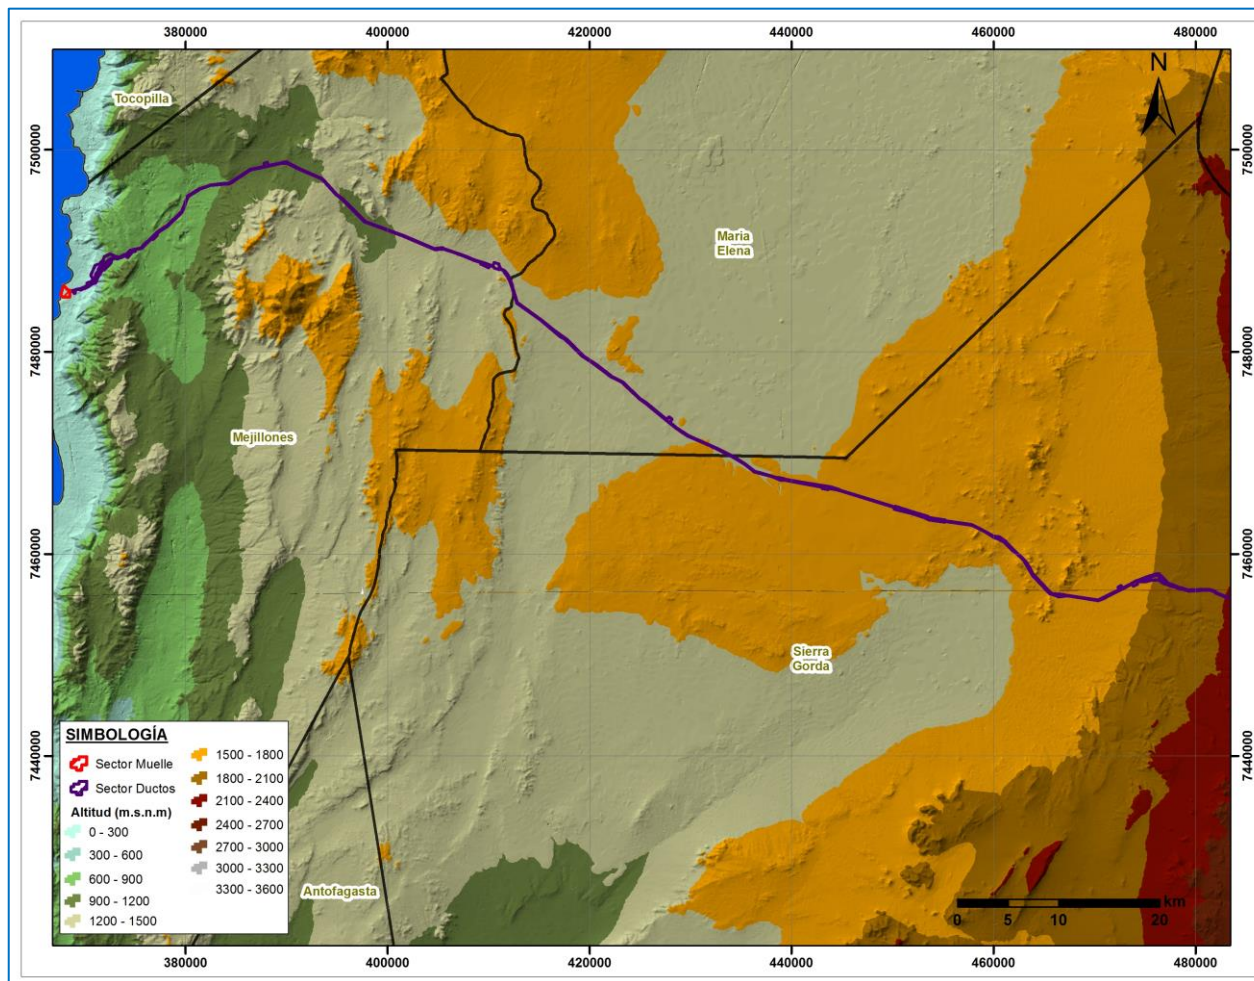 380000 400000 420000 440000 460000 480000
N
Tocopilla
7500000 7500000
Maria
Elena
7480000 7480000
Mejillones
7460000 7460000
Sierra
Gorda
SIMBOLOGÍA
Sector Muelle
Sector Ductos
Altitud (m.s.n.m)
0 - 300
300 - 600
600 - 900
900 - 1200
1200 - 1500
1500 - 1800
1800 - 2100
2100 - 2400
2400 - 2700
2700 - 3000
3000 - 3300
3300 - 3600
7440000 7440000
Antofagasta
km
0 5 10 20
380000 400000 420000 440000 460000 480000